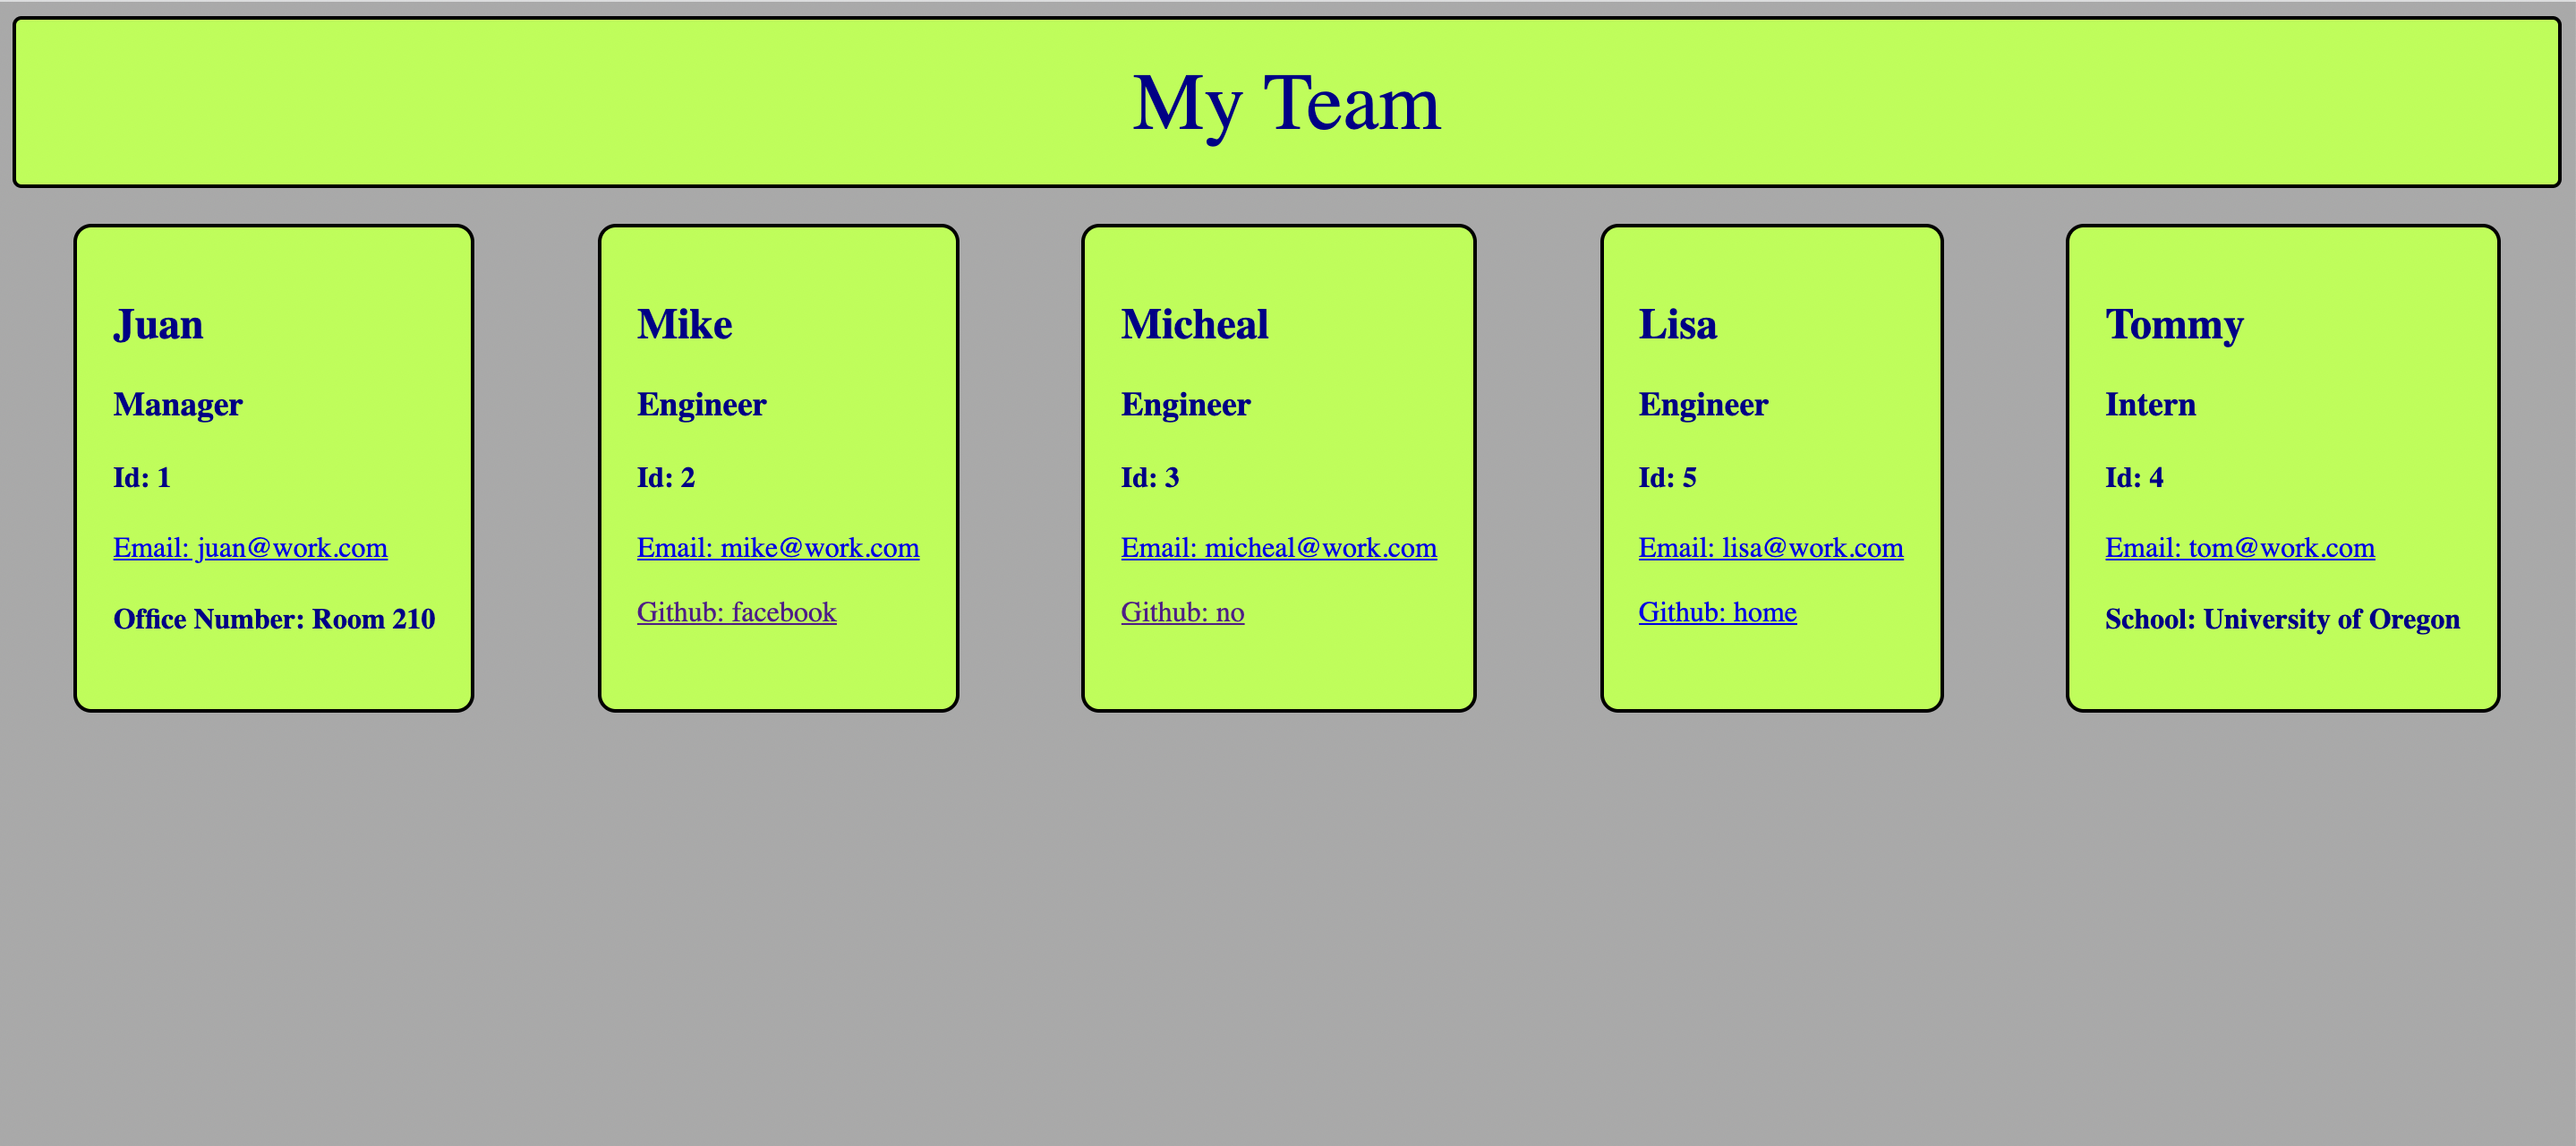 My Team
Juan
Manager
Id: 1
Email: juan@work.com
Office Number: Room 210
Mike
Engineer
Id: 2
Email: mike@work.com
Github: facebook
Micheal
Engineer
Id: 3
Email: micheal@work.com
Github: no
Lisa
Engineer
Id: 5
Email: lisa@work.com
Github: home
Tommy
Intern
Id: 4
Email: tom@work.com
School: University of Oregon